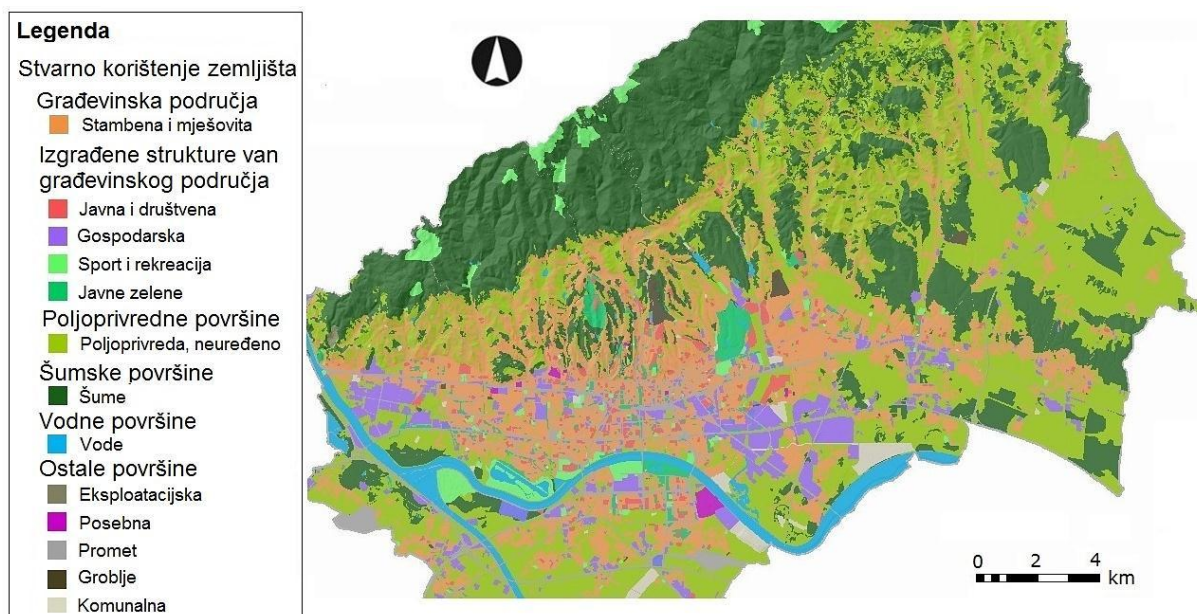 Legenda
Stvarno korištenje zemljišta
Građevinska područja
Stambena i mješovita
Izgrađene strukture van
građevinskog područja
Javna i društvena
Gospodarska
Sport i rekreacija
Javne zelene
Poljoprivredne površine
Poljoprivreda, neuređeno
Šumske površine
Šume
Vodne površine
Vode
Ostale površine
Eksploatacijska
Posebna
Promet
Groblje
Komunalna
0 2 4
km